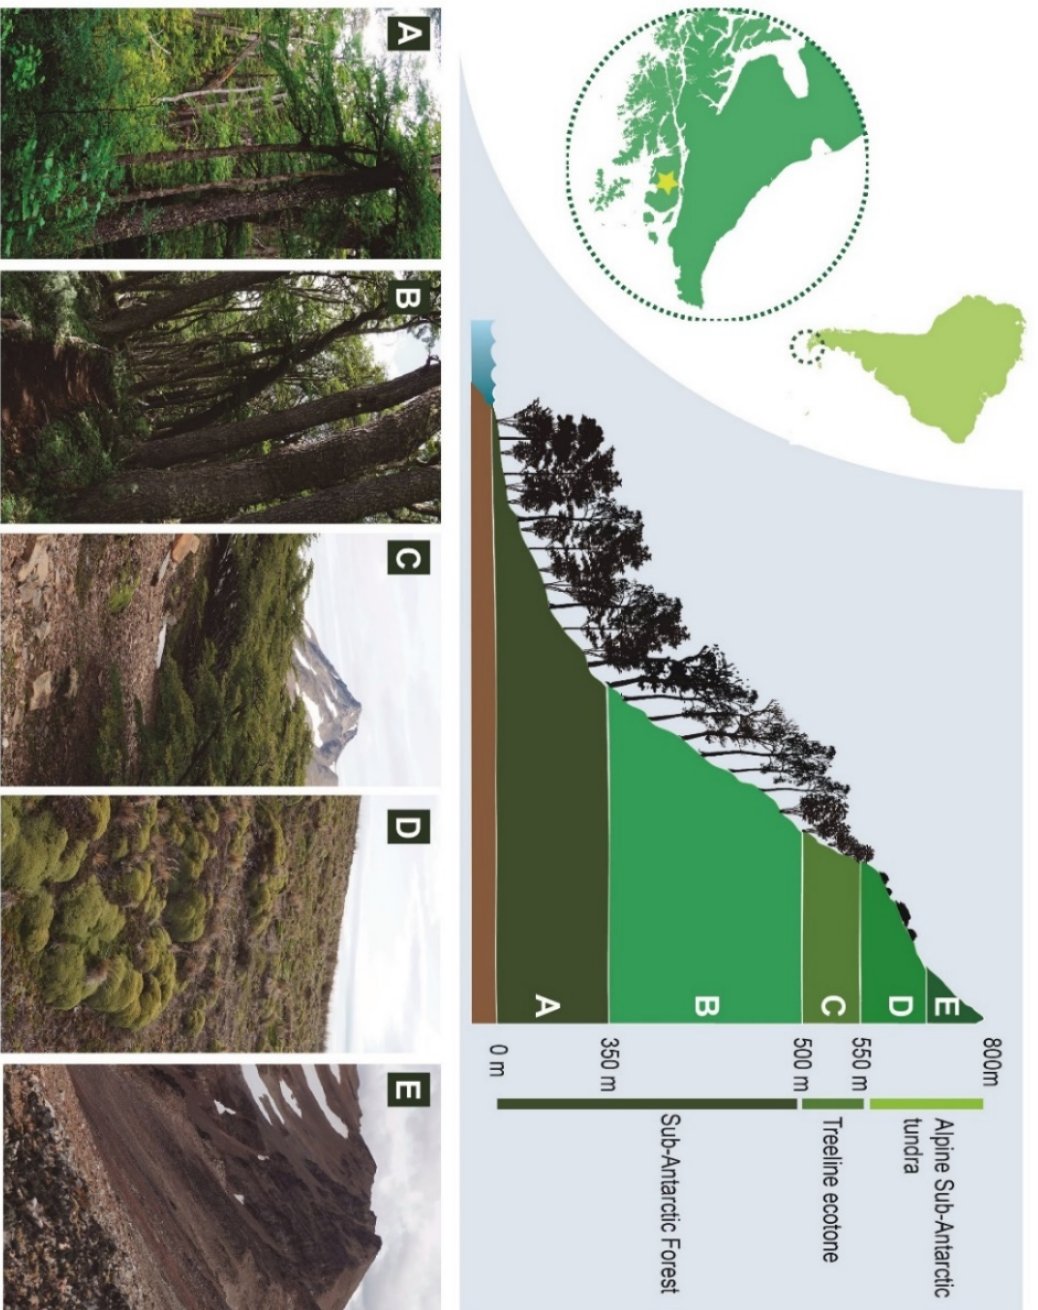 800m
550 m
500 m
350 m
0 m
Alpine Sub-Antarctic
tundra
Treeline ecotone
Sub-Antarctic Forest
E
D
C
B
A
A
B
C
D
E